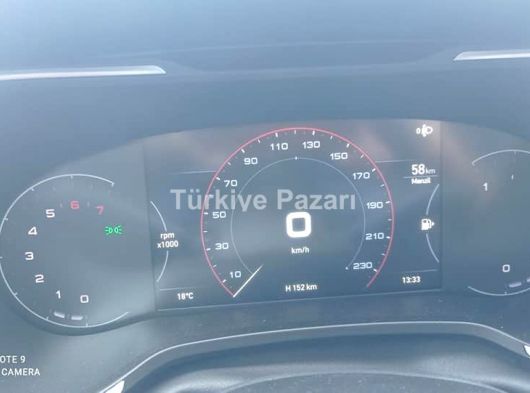 110 130
90 150
70 170
50 190
30 210
10 230
Türkiye Pazarı
0
km/h
58 km
Menzil
5 6 7
4
3
2
1 0
rpm
x1000
1
0
18°C
H 152 km
13:33
OTE 9
CAMERA